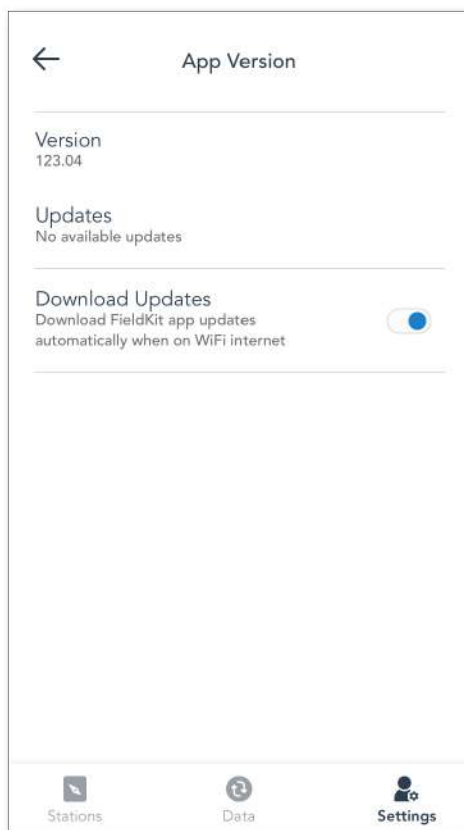 App Version
Version
123.04
Updates
No available updates
Download Updates
Download FieldKit app updates
automatically when on WiFi internet
Stations
Data
Settings